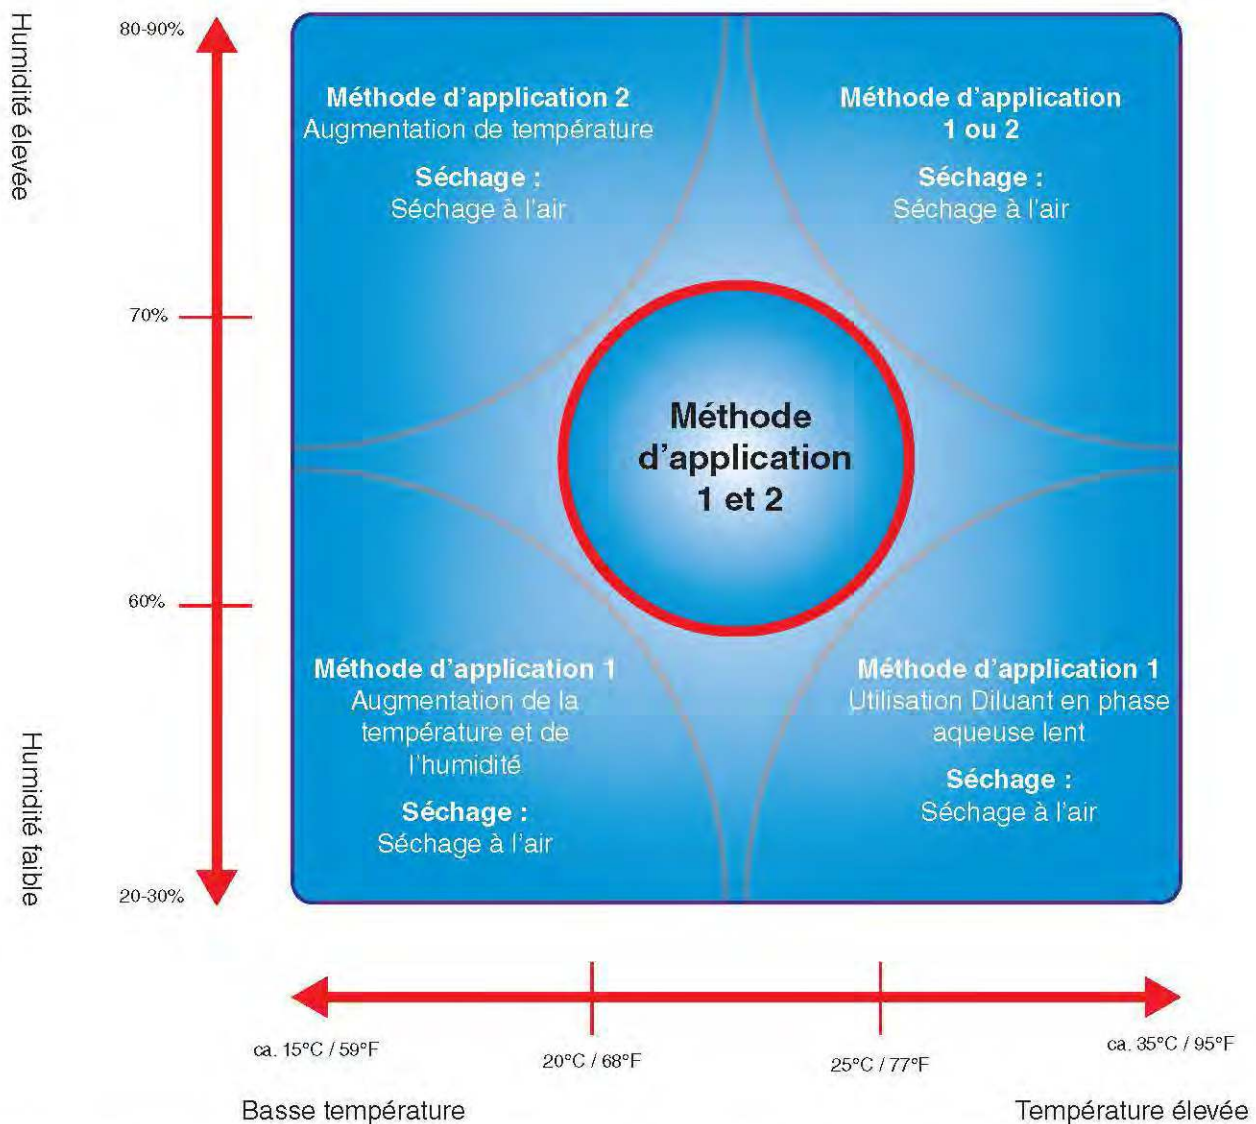 Humidité élevée
80-90%
Méthode d'application 2
Augmentation de température
Séchage :
Séchage à l'air
Méthode d'application
1 ou 2
Séchage :
Séchage à l'air
70%
Méthode
d'application
1 et 2
60%
Méthode d'application 1
Augmentation de la
température et de
l'humidité
Séchage :
Séchage à l'air
Méthode d'application 1
Utilisation Diluant en phase
aqueuse lent
Séchage :
Séchage à l'air
Humidité faible
20-30%
ca. 15°C / 59°F
20°C / 68°F
25°C / 77°F
ca. 35°C / 95°F
Basse température
Température élevée